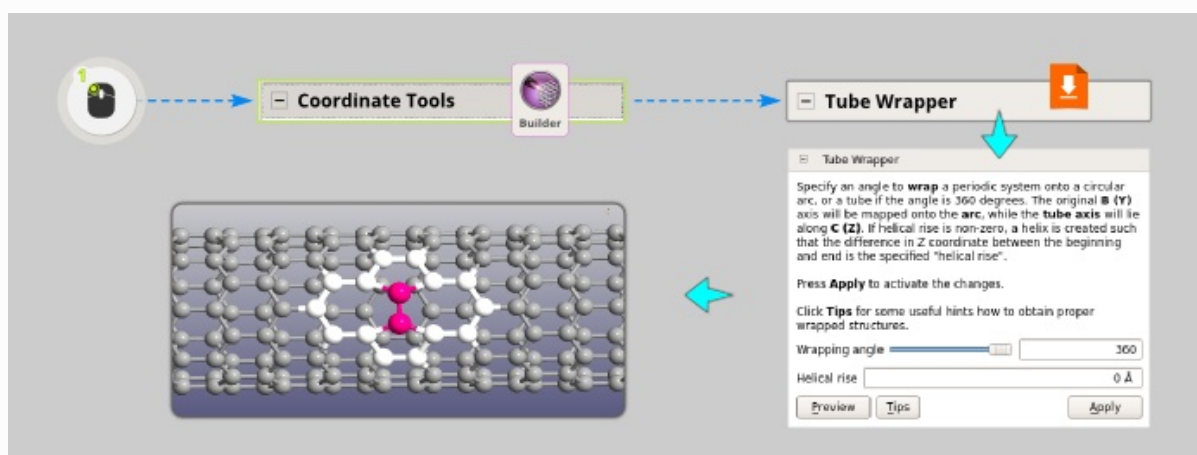 1
Coordinate Tools
Builder
Tube Wrapper
Tube Wrapper
Specify an angle to wrap a periodic system onto a circular
arc, or a tube if the angle is 360 degrees. The original B (Y)
axis will be mapped onto the arc, while the tube axis will lie
along C (Z). If helical rise is non-zero, a helix is created such
that the difference in Z coordinate between the beginning
and end is the specified "helical rise".
Press Apply to activate the changes.
Click Tips for some useful hints how to obtain proper
wrapped structures.
Wrapping angle 360
Helical rise 0 Å
Preview Tips Apply